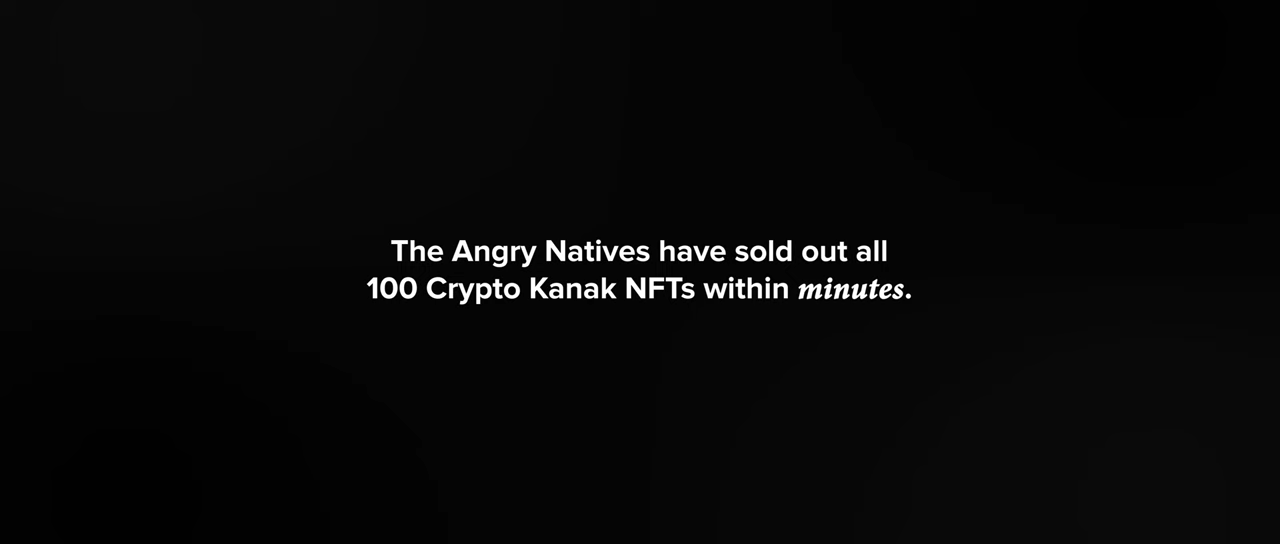 The Angry Natives have sold out all
100 Crypto Kanak NFTs within minutes.